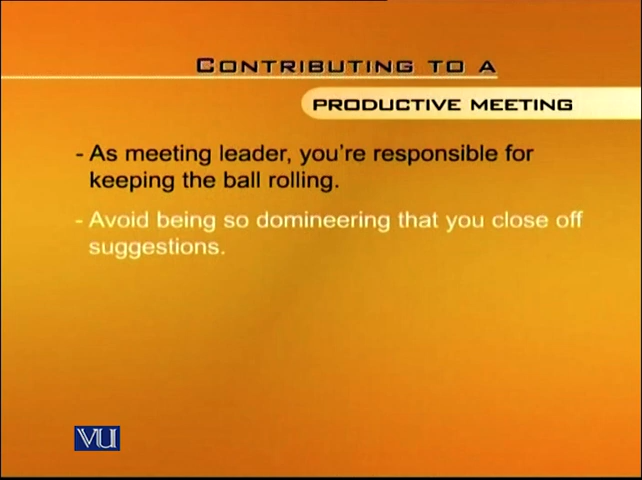 CONTRIBUTING TO A
PRODUCTIVE MEETING
- As meeting leader, you're responsible for
keeping the ball rolling.
- Avoid being so domineering that you close off
suggestions.
VU